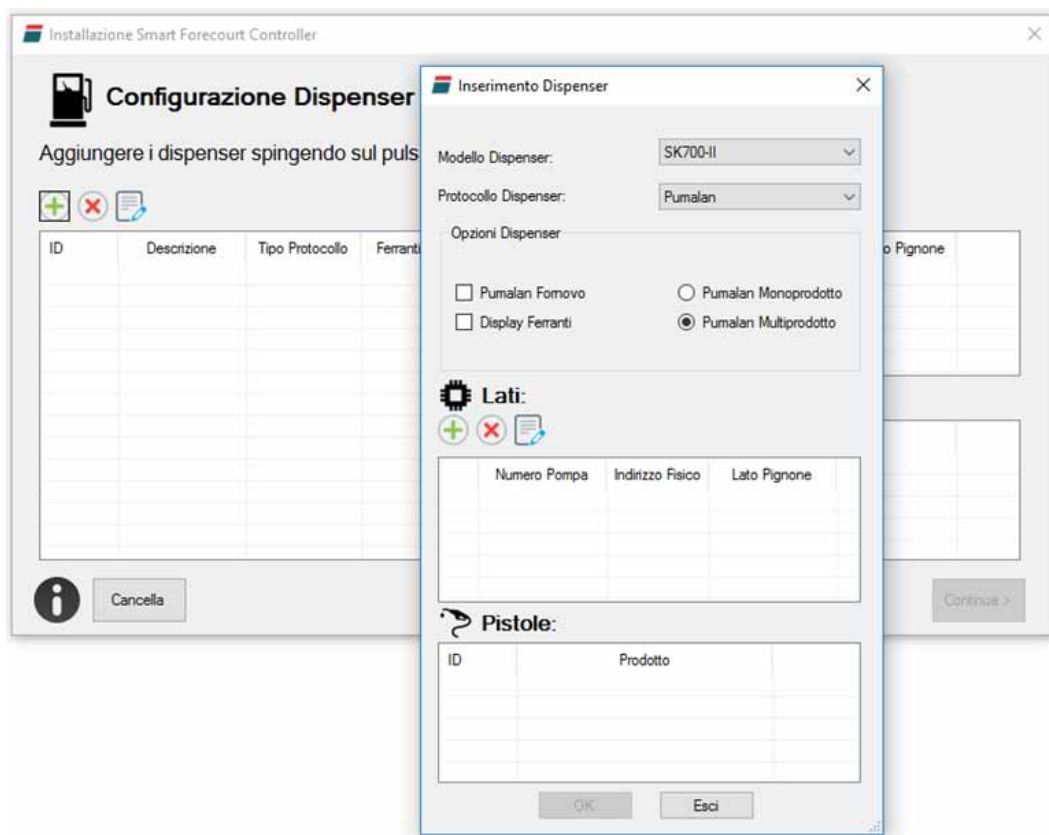 Installazione Smart Forecourt Controller
Configurazione Dispenser
Aggiungere i dispenser spingendo sul puls
ID Descrizione Tipo Protocollo Ferranti o Pignone
Cancella
Continua >
Inserimento Dispenser
Modello Dispenser: SK700-II
Protocollo Dispenser: Pumalan
Opzioni Dispenser
Pumalan Fornovo Pumalan Monoprodotto
Display Ferranti Pumalan Multiprodotto
Lati:
Numero Pompa Indirizzo Fisico Lato Pignone
Pistole:
ID Prodotto
OK Esci